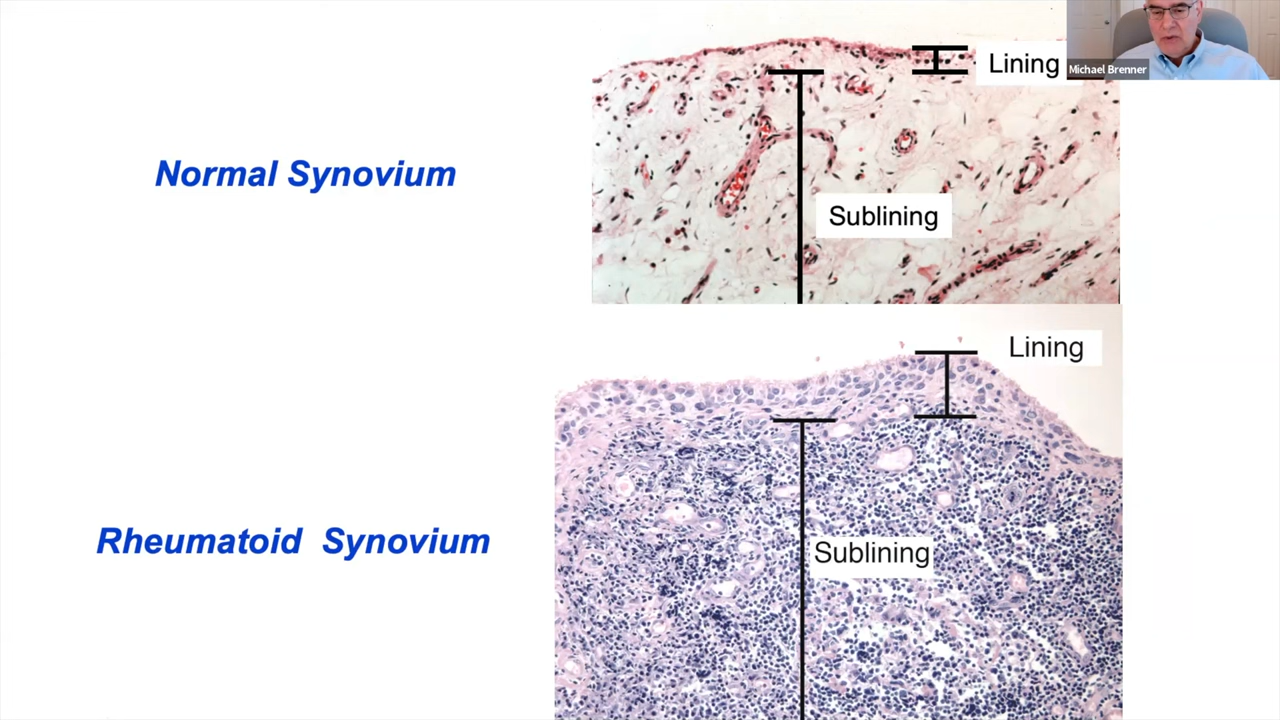 Lining
Michael Brenner
Normal Synovium
Sublining
Lining
Rheumatoid Synovium
Sublining